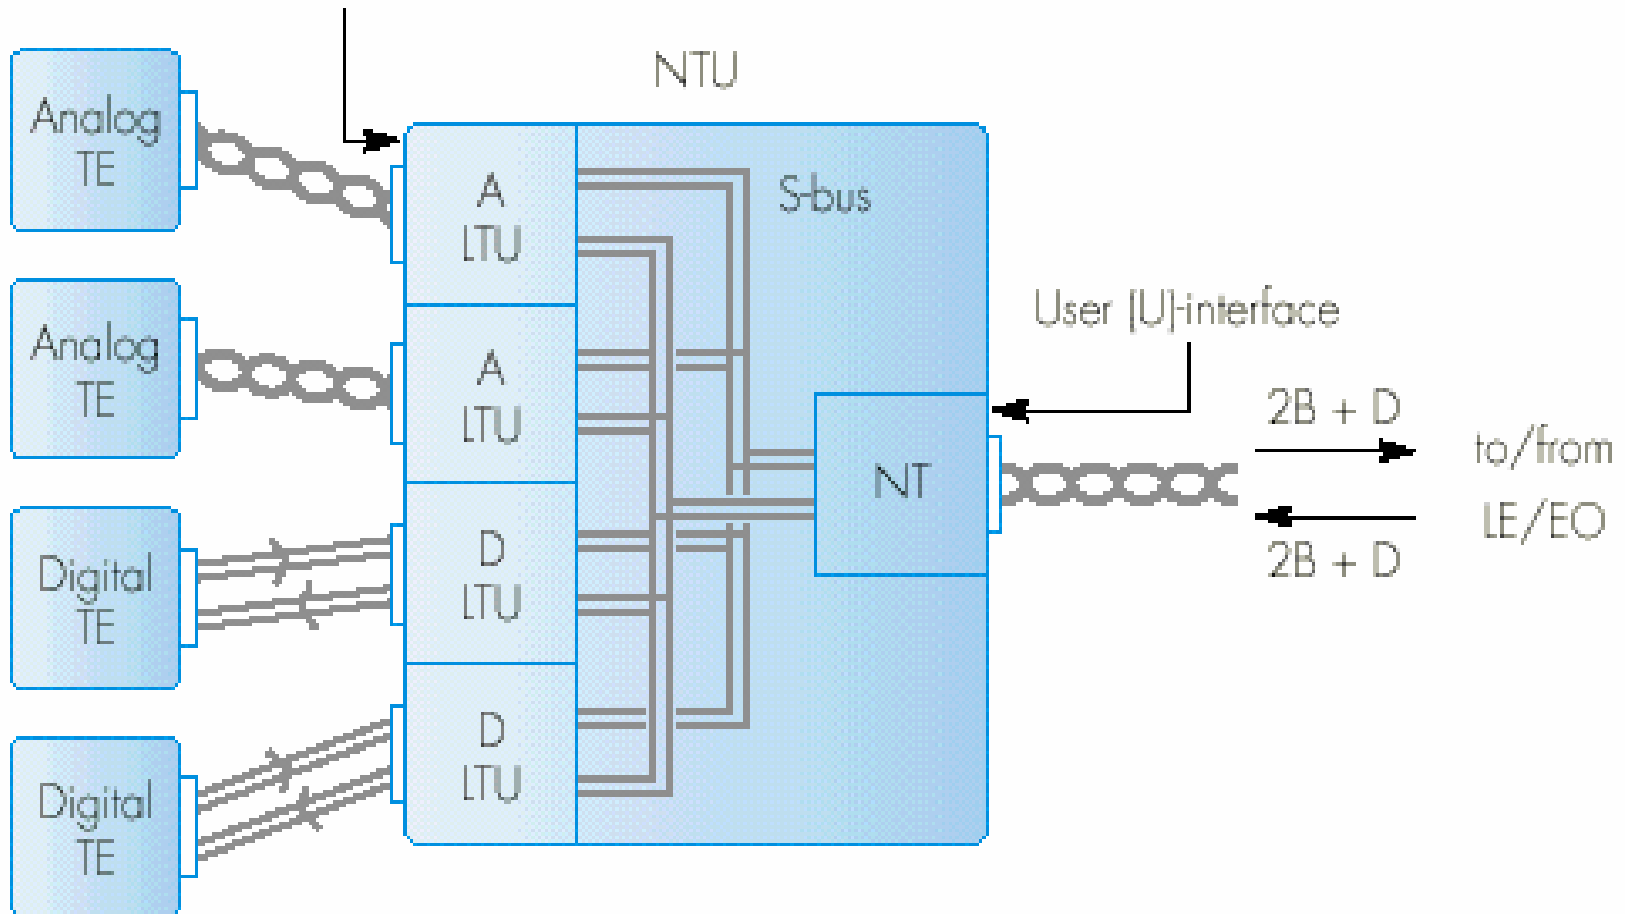 NTU
Analog
TE
A
LTU
S-bus
Analog
TE
A
LTU
User (U)-interface
2B + D
to/from
NT
LE/EO
2B + D
Digital
TE
D
LTU
Digital
TE
D
LTU